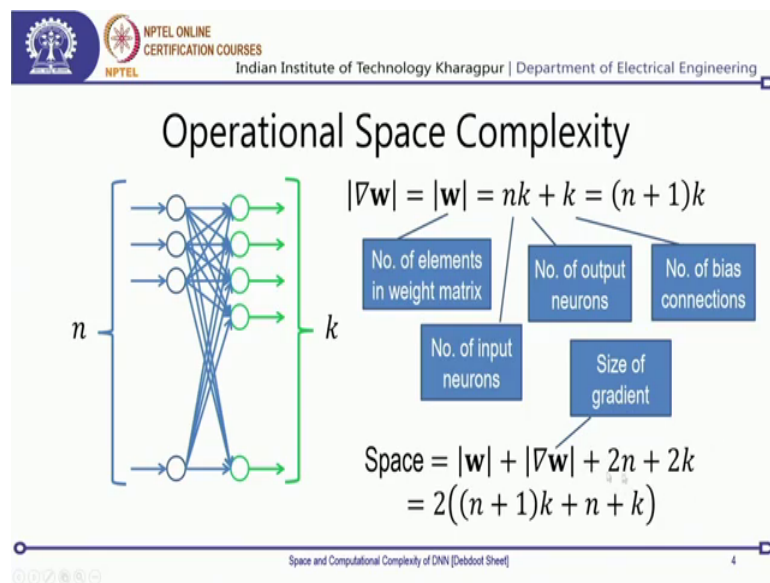 NPTEL ONLINE
CERTIFICATION COURSES
NPTEL
Indian Institute of Technology Kharagpur | Department of Electrical Engineering
Operational Space Complexity
n
k
|∇w| = |w| = nk + k = (n + 1)k
No. of elements
in weight matrix
No. of input
neurons
No. of output
neurons
No. of bias
connections
Size of
gradient
Space = |w| + |∇w| + 2n + 2k
= 2((n + 1)k + n + k)
Space and Computational Complexity of DNN [Debdoot Sheet]
4